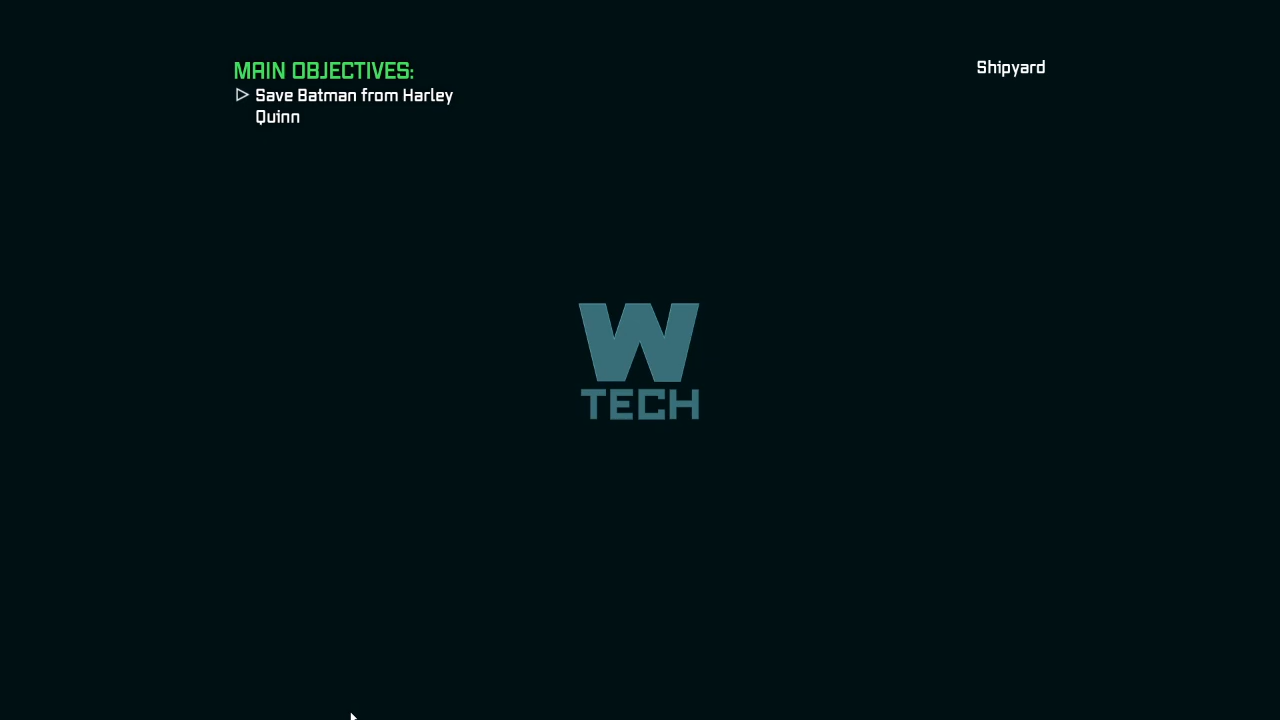 MAIN OBJECTIVES:
Save Batman from Harley
Quinn
Shipyard
W
TECH